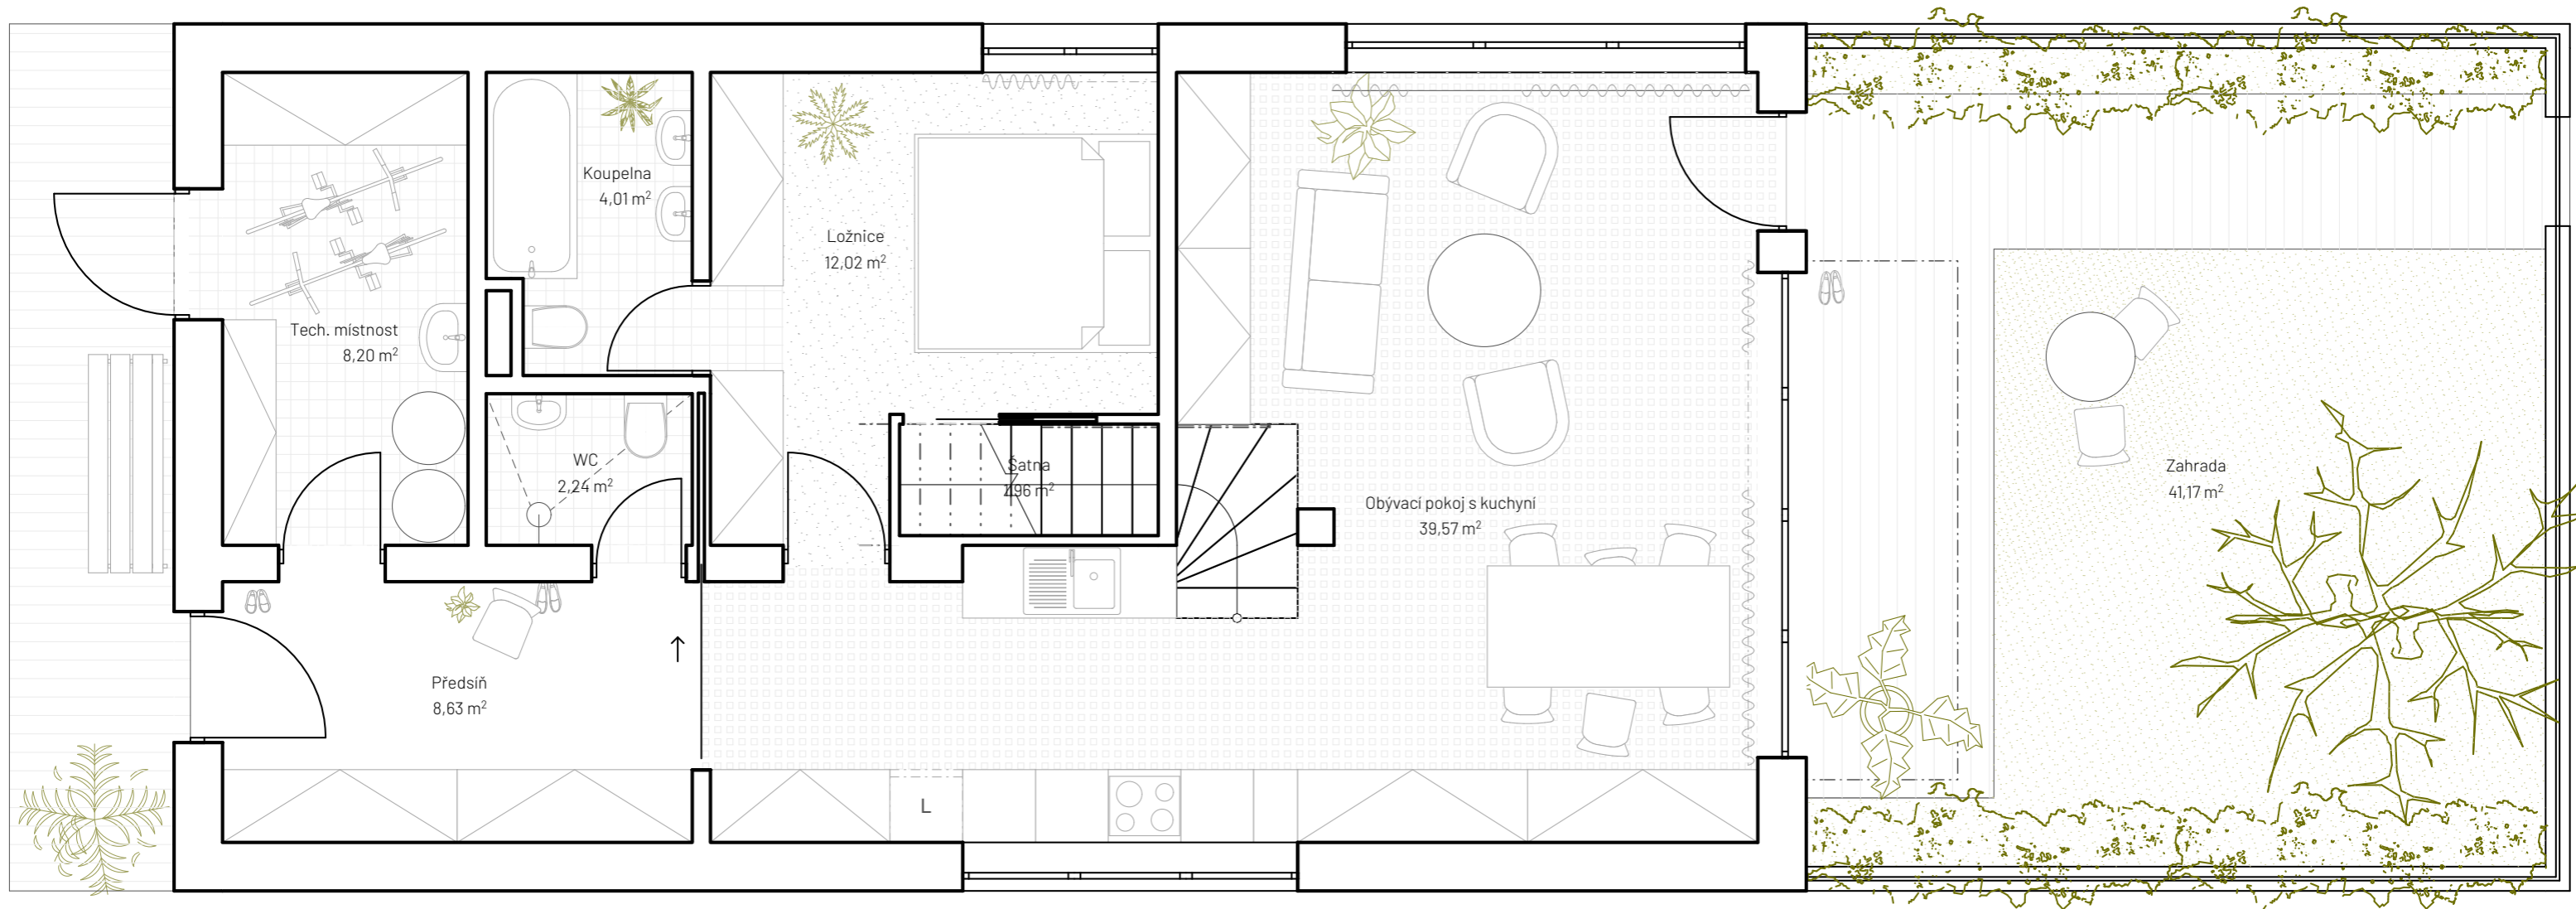 Koupelna
4,01 m²
Ložnice
12,02 m²
Tech. místnost
8,20 m²
WC
2,24 m²
Šatna
1,96 m²
Obývací pokoj s kuchyní
39,57 m²
Zahrada
41,17 m²
Předsíň
8,63 m²
L